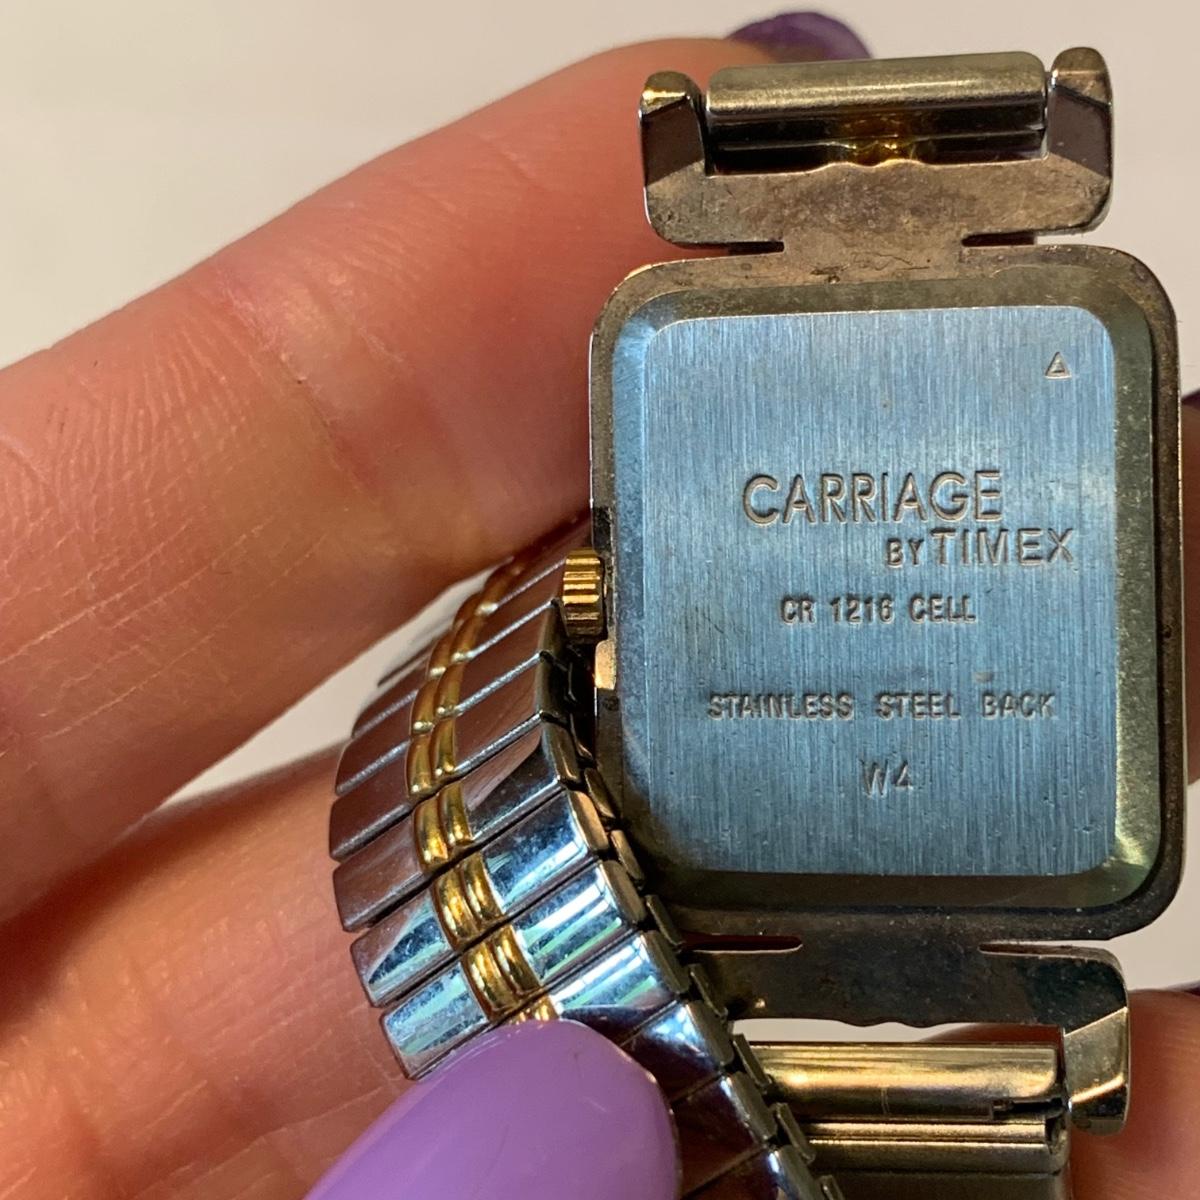 CARRIAGE
BY TIMEX
CR 1216 CELL
STAINLESS STEEL BACK
W4